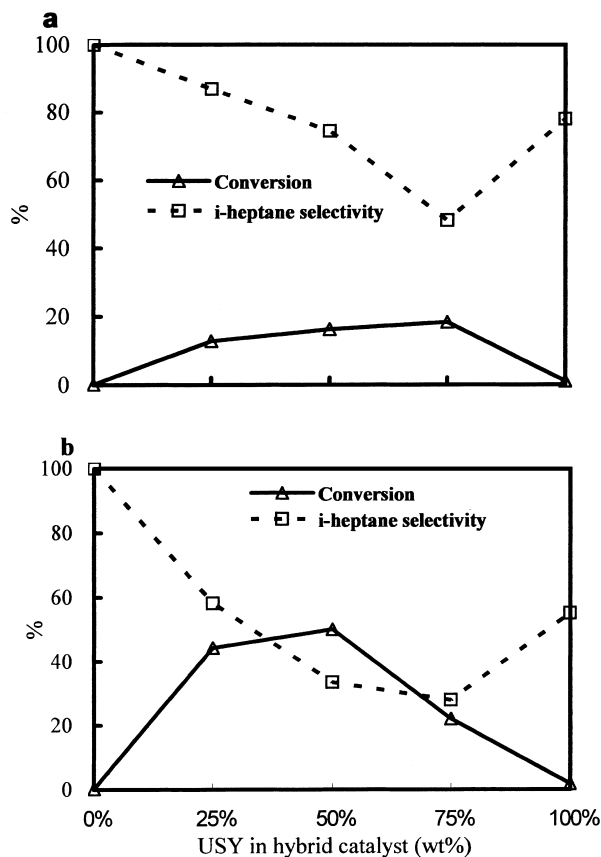 a
100
80
60
40
20
0
%
Conversion
i-heptane selectivity
b
100
80
60
40
20
0
%
Conversion
i-heptane selectivity
0% 25% 50% 75% 100%
USY in hybrid catalyst (wt%)